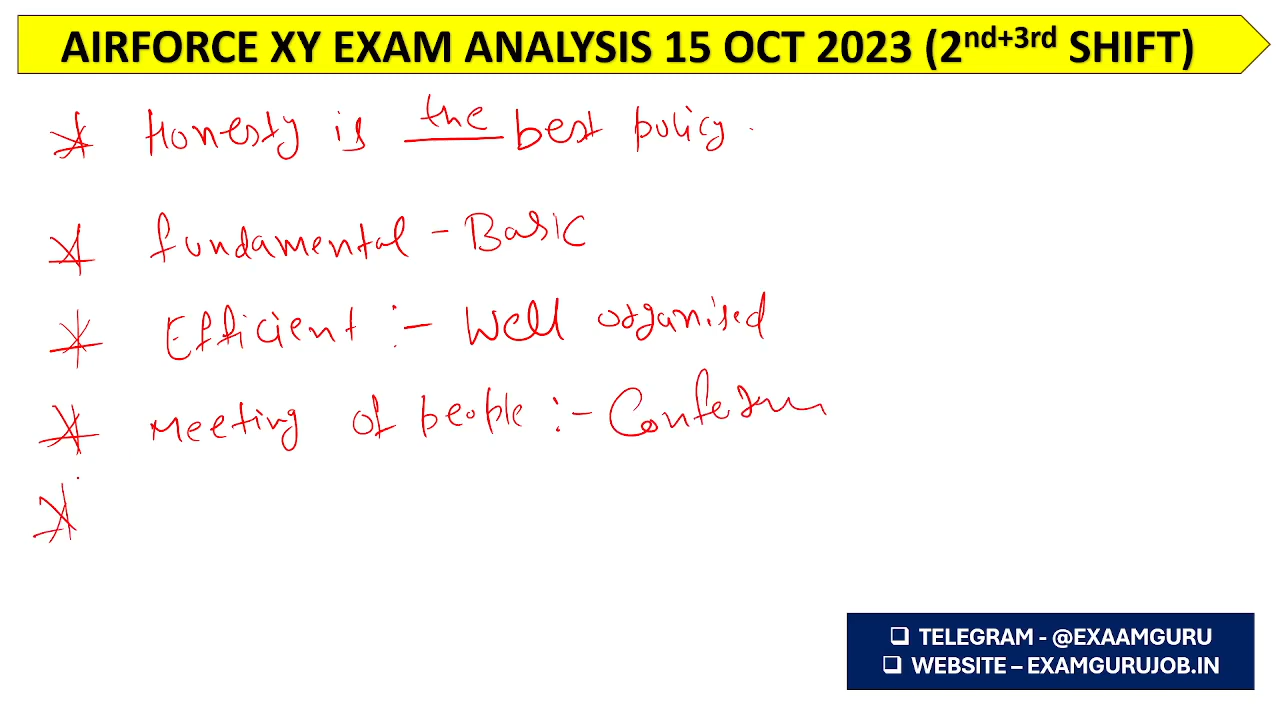 AIRFORCE XY EXAM ANALYSIS 15 OCT 2023 (2nd+3rd SHIFT)
* Honesty is the best policy.
* fundamental - Basic
* Efficient :- Well organised
* Meeting of people :-
*
❑ TELEGRAM - @EXAAMGURU
❑ WEBSITE – EXAMGURUJOB.IN